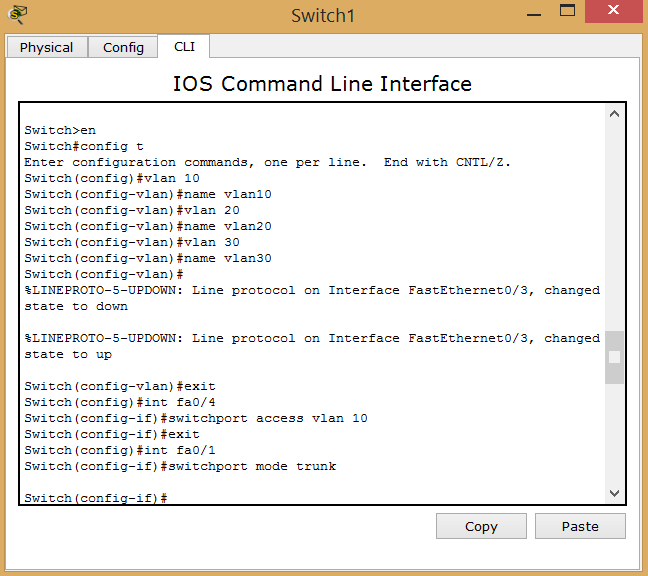 Switch1
Physical Config CLI
IOS Command Line Interface
Switch>en
Switch#config t
Enter configuration commands, one per line.  End with CNTL/Z.
Switch(config)#vlan 10
Switch(config-vlan)#name vlan10
Switch(config-vlan)#vlan 20
Switch(config-vlan)#name vlan20
Switch(config-vlan)#vlan 30
Switch(config-vlan)#name vlan30
Switch(config-vlan)#
%LINEPROTO-5-UPDOWN: Line protocol on Interface FastEthernet0/3, changed
state to down
%LINEPROTO-5-UPDOWN: Line protocol on Interface FastEthernet0/3, changed
state to up
Switch(config-vlan)#exit
Switch(config)#int fa0/4
Switch(config-if)#switchport access vlan 10
Switch(config-if)#exit
Switch(config)#int fa0/1
Switch(config-if)#switchport mode trunk
Switch(config-if)#
Copy Paste